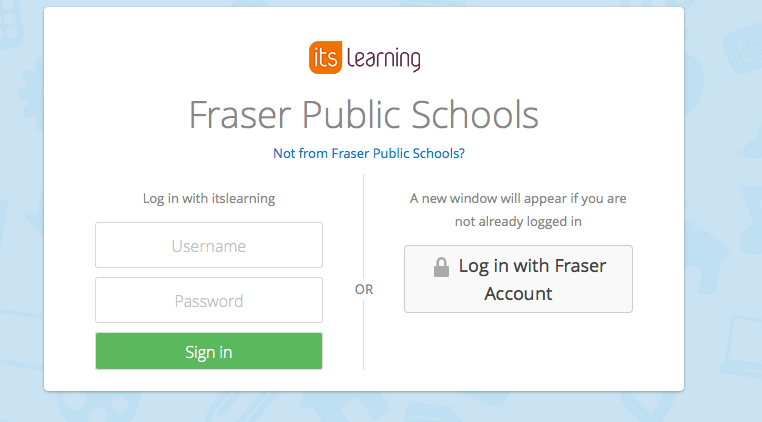 its learning
Fraser Public Schools
Not from Fraser Public Schools?
Log in with itslearning
Username
Password
Sign in
OR
A new window will appear if you are
not already logged in
Log in with Fraser
Account